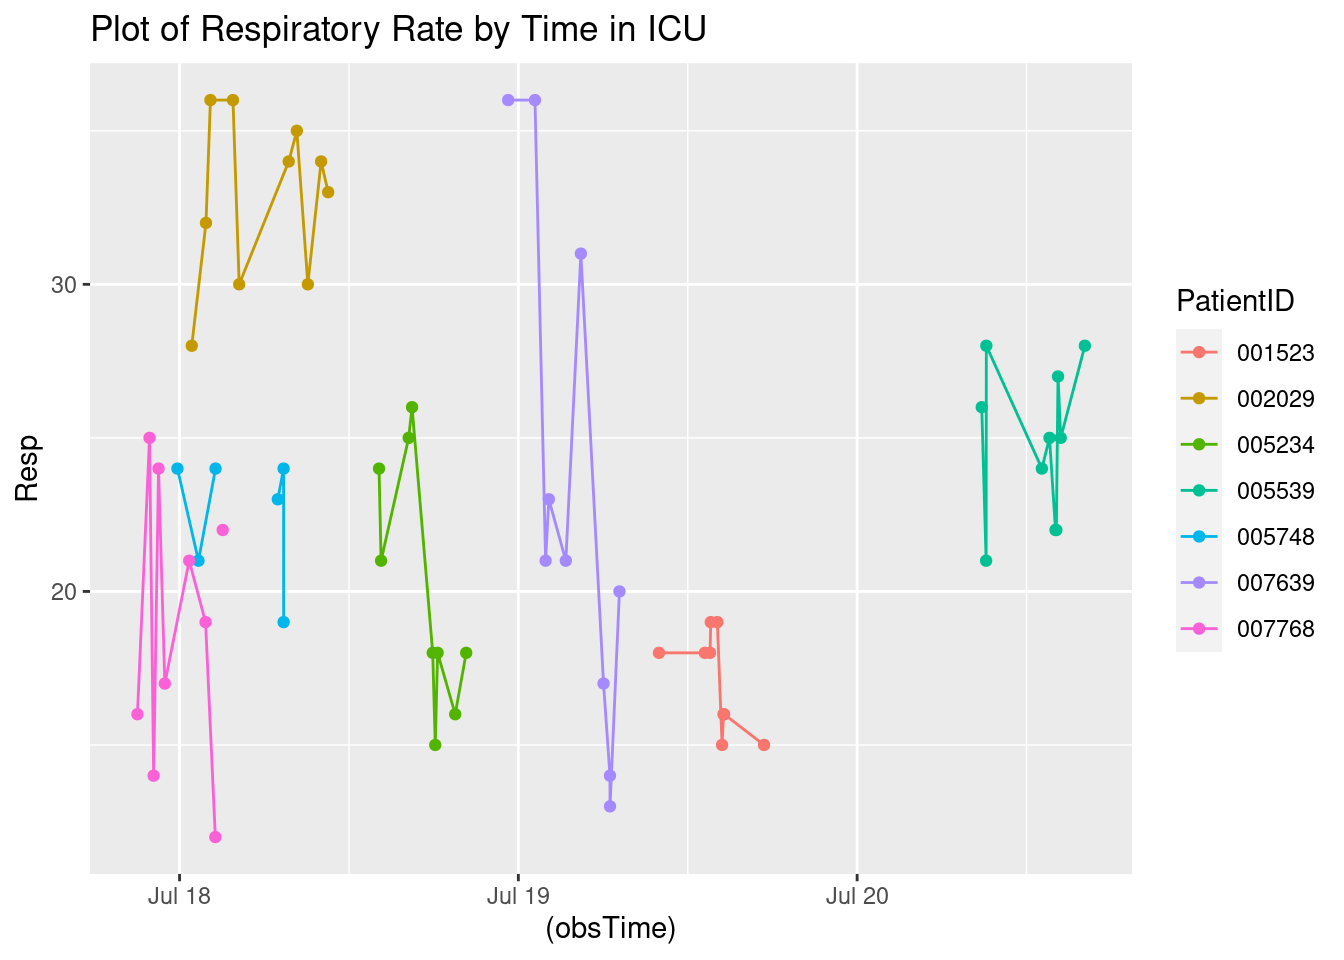 Plot of Respiratory Rate by Time in ICU
Resp
30
20
Jul 18
Jul 19
Jul 20
(obsTime)
PatientID
001523
002029
005234
005539
005748
007639
007768